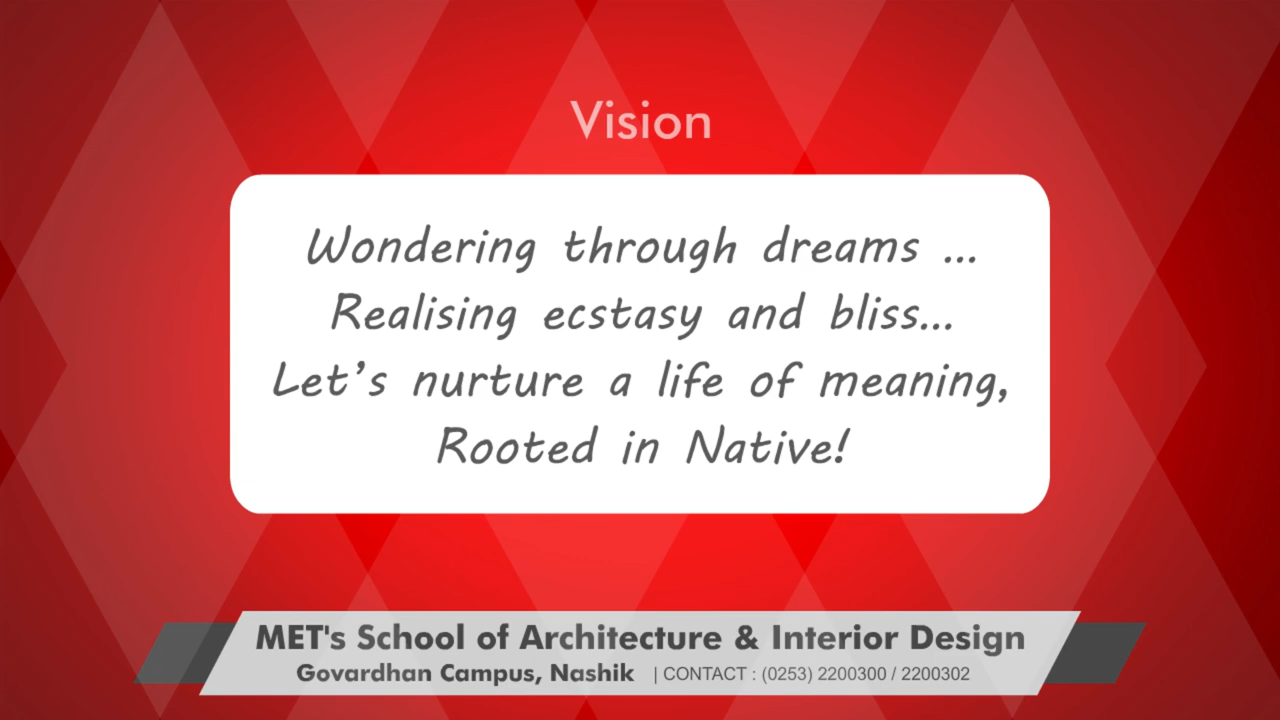 Vision
Wondering through dreams ...
Realising ecstasy and bliss...
Let's nurture a life of meaning,
Rooted in Native!
MET's School of Architecture & Interior Design
Govardhan Campus, Nashik | CONTACT : (0253) 2200300 / 2200302